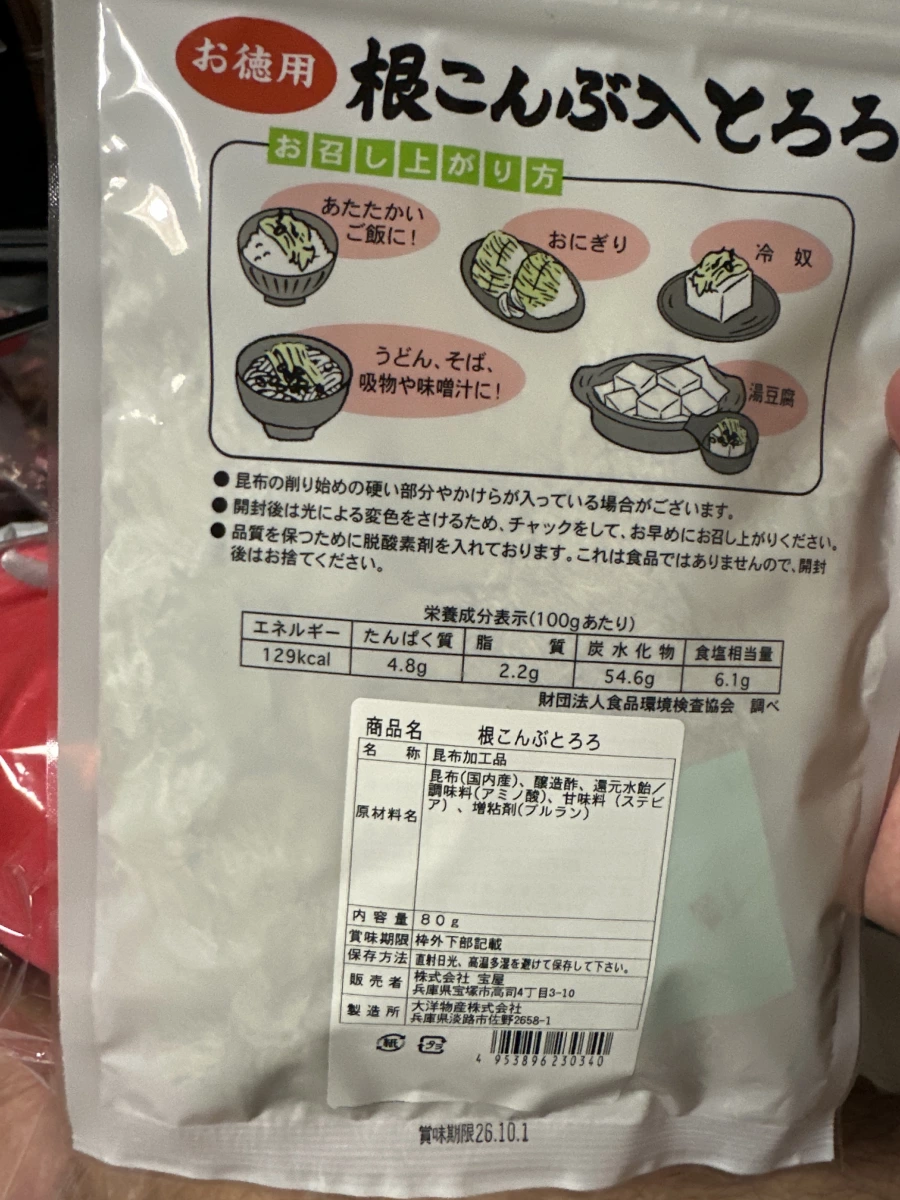 お徳用
根こんぶ入とろろ
お召し上がり方
あたたかい
ご飯に!
おにぎり
冷 奴
うどん、そば、
吸物や味噌汁に!
湯豆腐
●昆布の削り始めの硬い部分やかけらが入っている場合がございます。
●開封後は光による変色をさけるため、チャックをして、お早めにお召し上がりください。
●品質を保つために脱酸素剤を入れております。これは食品ではありませんので、開封
後はお捨てください。
栄養成分表示(100gあたり)
エネルギー たんぱく質 脂質 炭水化物 食塩相当量
129kcal 4.8g 2.2g 54.6g 6.1g
財団法人食品環境検査協会 調べ
商品名 根こんぶとろろ
名称 昆布加工品
原材料名 昆布(国内産)、醸造酢、還元水飴/
調味料(アミノ酸)、甘味料(ステビ
ア)、増粘剤(プルラン)
内容量 80g
賞味期限 枠外下部記載
保存方法 直射日光、高温多湿を避けて保存して下さい。
販売者 株式会社 宝屋
兵庫県宝塚市高司4丁目3-10
製造所 大洋物産株式会社
兵庫県淡路市佐野2658-1
紙 プラ
4 953896 230340
賞味期限26.10.1